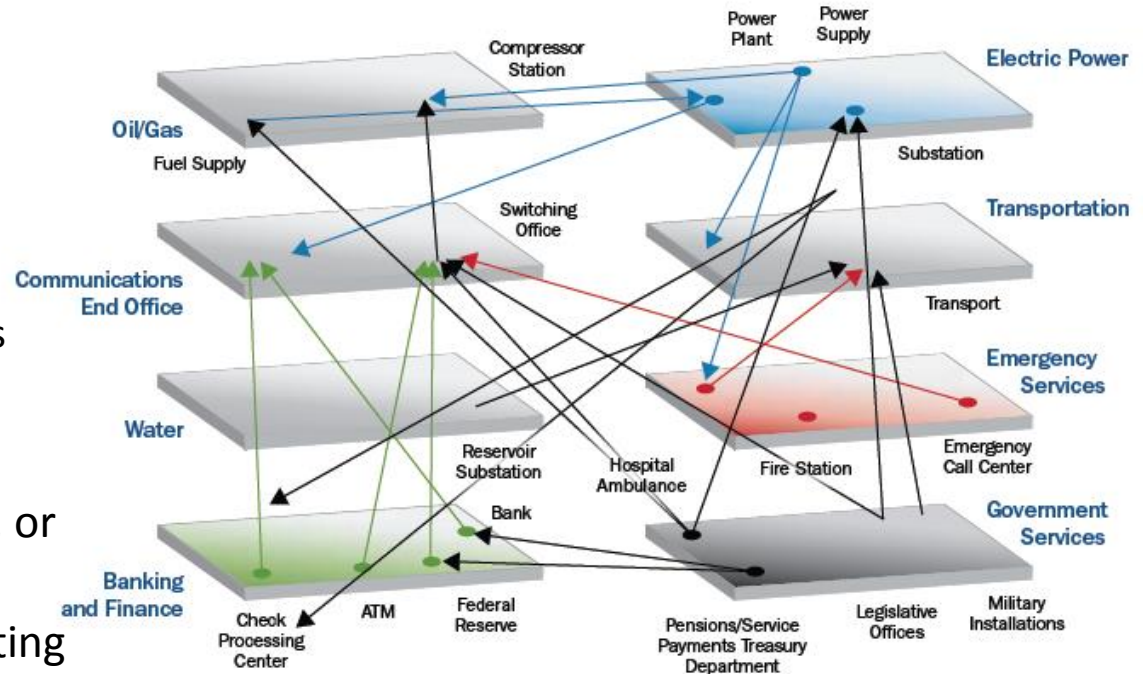 Power
Plant
Power
Supply
Compressor
Station
Electric Power
Oil/Gas
Fuel Supply
Substation
Switching
Office
Transportation
Communications
End Office
Transport
s
Emergency
Services
Water
Reservoir
Substation
Hospital
Ambulance
Fire Station
Emergency
Call Center
Bank
Government
Services
or
Banking
and Finance
Check
Processing
Center
ATM
Federal
Reserve
Pensions/Service
Payments Treasury
Department
Legislative
Offices
Military
Installations
ting